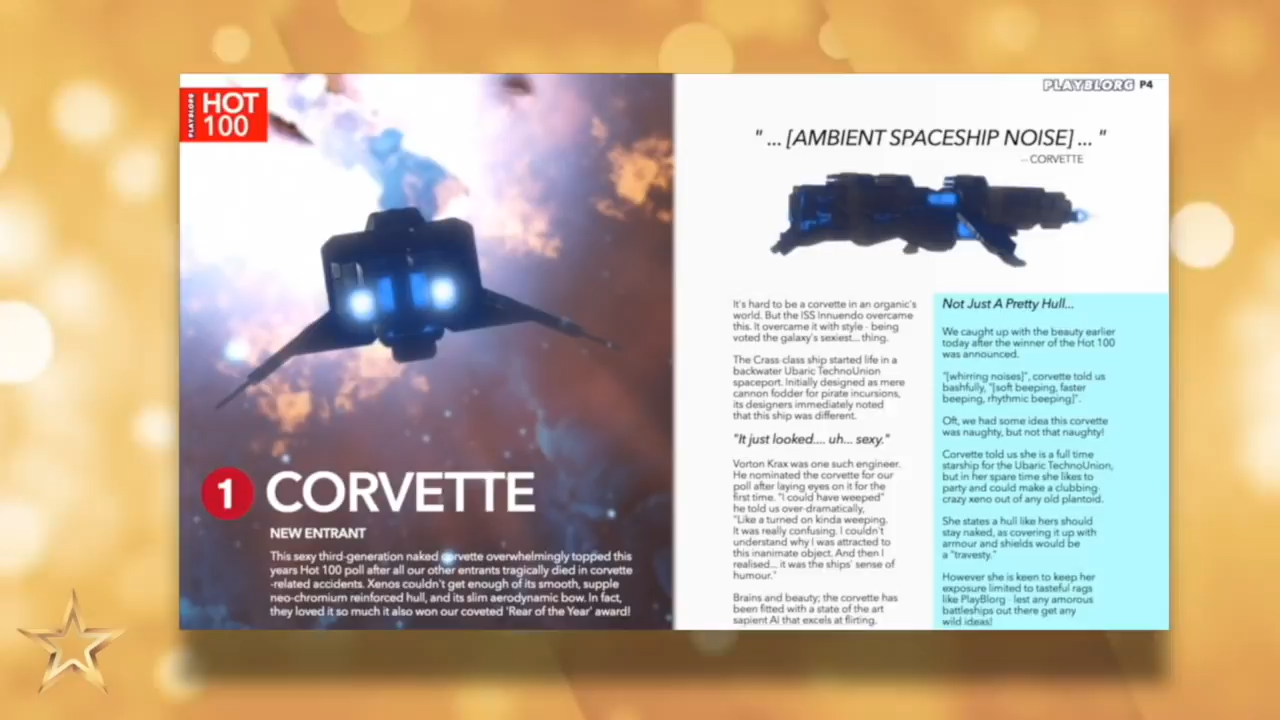 PLAYBLORG
HOT
100
1 CORVETTE
NEW ENTRANT
This sexy third-generation naked corvette overwhelmingly topped this
years Hot 100 poll after all our other entrants tragically died in corvette
-related accidents. Xenos couldn't get enough of its smooth, supple
neo-chromium reinforced hull, and its slim aerodynamic bow. In fact,
they loved it so much it also won our coveted 'Rear of the Year' award!
PLAYBLORG P4
" ... [AMBIENT SPACESHIP NOISE] ... "
-- CORVETTE
It's hard to be a corvette in an organic's
world. But the ISS Innuendo overcame
this. It overcame it with style - being
voted the galaxy's sexiest... thing.
The Crass-class ship started life in a
backwater Ubaric TechnoUnion
spaceport. Initially designed as mere
cannon fodder for pirate incursions,
its designers immediately noted
that this ship was different.
"It just looked.... uh... sexy."
Vorton Krax was one such engineer.
He nominated the corvette for our
poll after laying eyes on it for the
first time. "I could have weeped"
he told us over-dramatically,
"Like a turned on kinda weeping.
It was really confusing. I couldn't
understand why I was attracted to
this inanimate object. And then I
realised... it was the ships' sense of
humour."
Brains and beauty; the corvette has
been fitted with a state of the art
sapient AI that excels at flirting.
Not Just A Pretty Hull...
We caught up with the beauty earlier
today after the winner of the Hot 100
was announced.
"[whirring noises]", corvette told us
bashfully, "[soft beeping, faster
beeping, rhythmic beeping]".
Oft, we had some idea this corvette
was naughty, but not that naughty!
Corvette told us she is a full time
starship for the Ubaric TechnoUnion,
but in her spare time she likes to
party and could make a clubbing-
crazy xeno out of any old plantoid.
She states a hull like hers should
stay naked, as covering it up with
armour and shields would be
a "travesty."
However she is keen to keep her
exposure limited to tasteful rags
like PlayBlorg - lest any amorous
battleships out there get any
wild ideas!